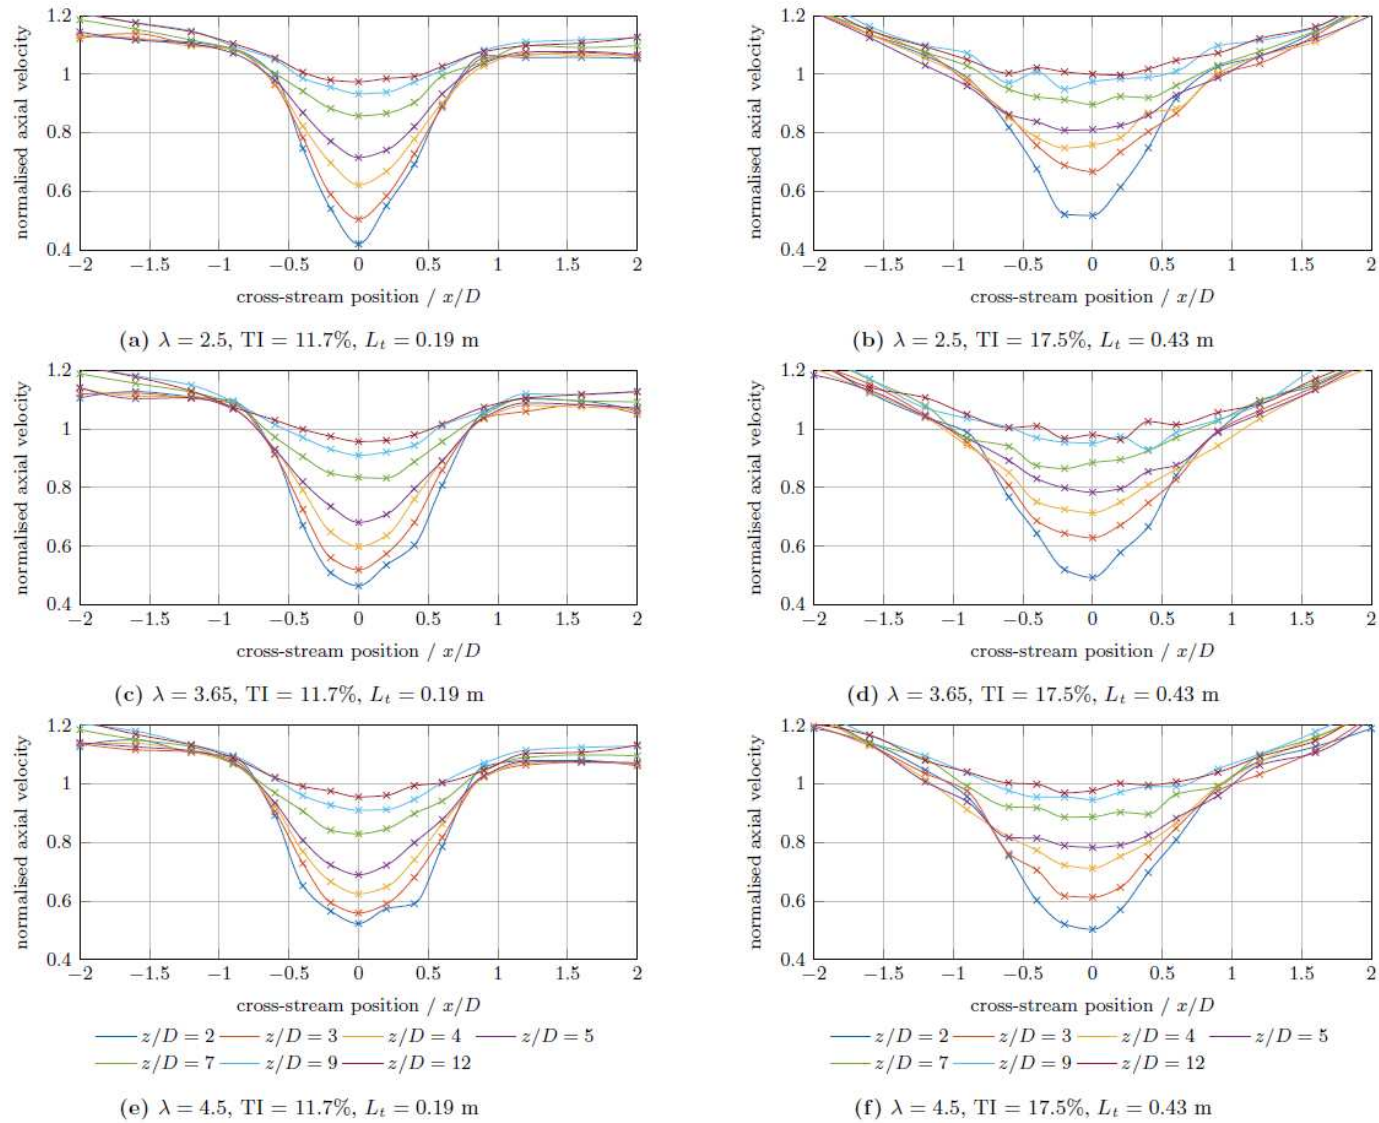 1.2
1
0.8
0.6
0.4
normalised axial velocity
−2 −1.5 −1 −0.5 0 0.5 1 1.5 2
cross-stream position / x/D
(a) λ = 2.5, TI = 11.7%, Lₜ = 0.19 m
1.2
1
0.8
0.6
0.4
normalised axial velocity
−2 −1.5 −1 −0.5 0 0.5 1 1.5 2
cross-stream position / x/D
(b) λ = 2.5, TI = 17.5%, Lₜ = 0.43 m
1.2
1
0.8
0.6
0.4
normalised axial velocity
−2 −1.5 −1 −0.5 0 0.5 1 1.5 2
cross-stream position / x/D
(c) λ = 3.65, TI = 11.7%, Lₜ = 0.19 m
1.2
1
0.8
0.6
0.4
normalised axial velocity
−2 −1.5 −1 −0.5 0 0.5 1 1.5 2
cross-stream position / x/D
(d) λ = 3.65, TI = 17.5%, Lₜ = 0.43 m
1.2
1
0.8
0.6
0.4
normalised axial velocity
−2 −1.5 −1 −0.5 0 0.5 1 1.5 2
cross-stream position / x/D
z/D = 2 z/D = 3 z/D = 4 z/D = 5
z/D = 7 z/D = 9 z/D = 12
(e) λ = 4.5, TI = 11.7%, Lₜ = 0.19 m
1.2
1
0.8
0.6
0.4
normalised axial velocity
−2 −1.5 −1 −0.5 0 0.5 1 1.5 2
cross-stream position / x/D
z/D = 2 z/D = 3 z/D = 4 z/D = 5
z/D = 7 z/D = 9 z/D = 12
(f) λ = 4.5, TI = 17.5%, Lₜ = 0.43 m